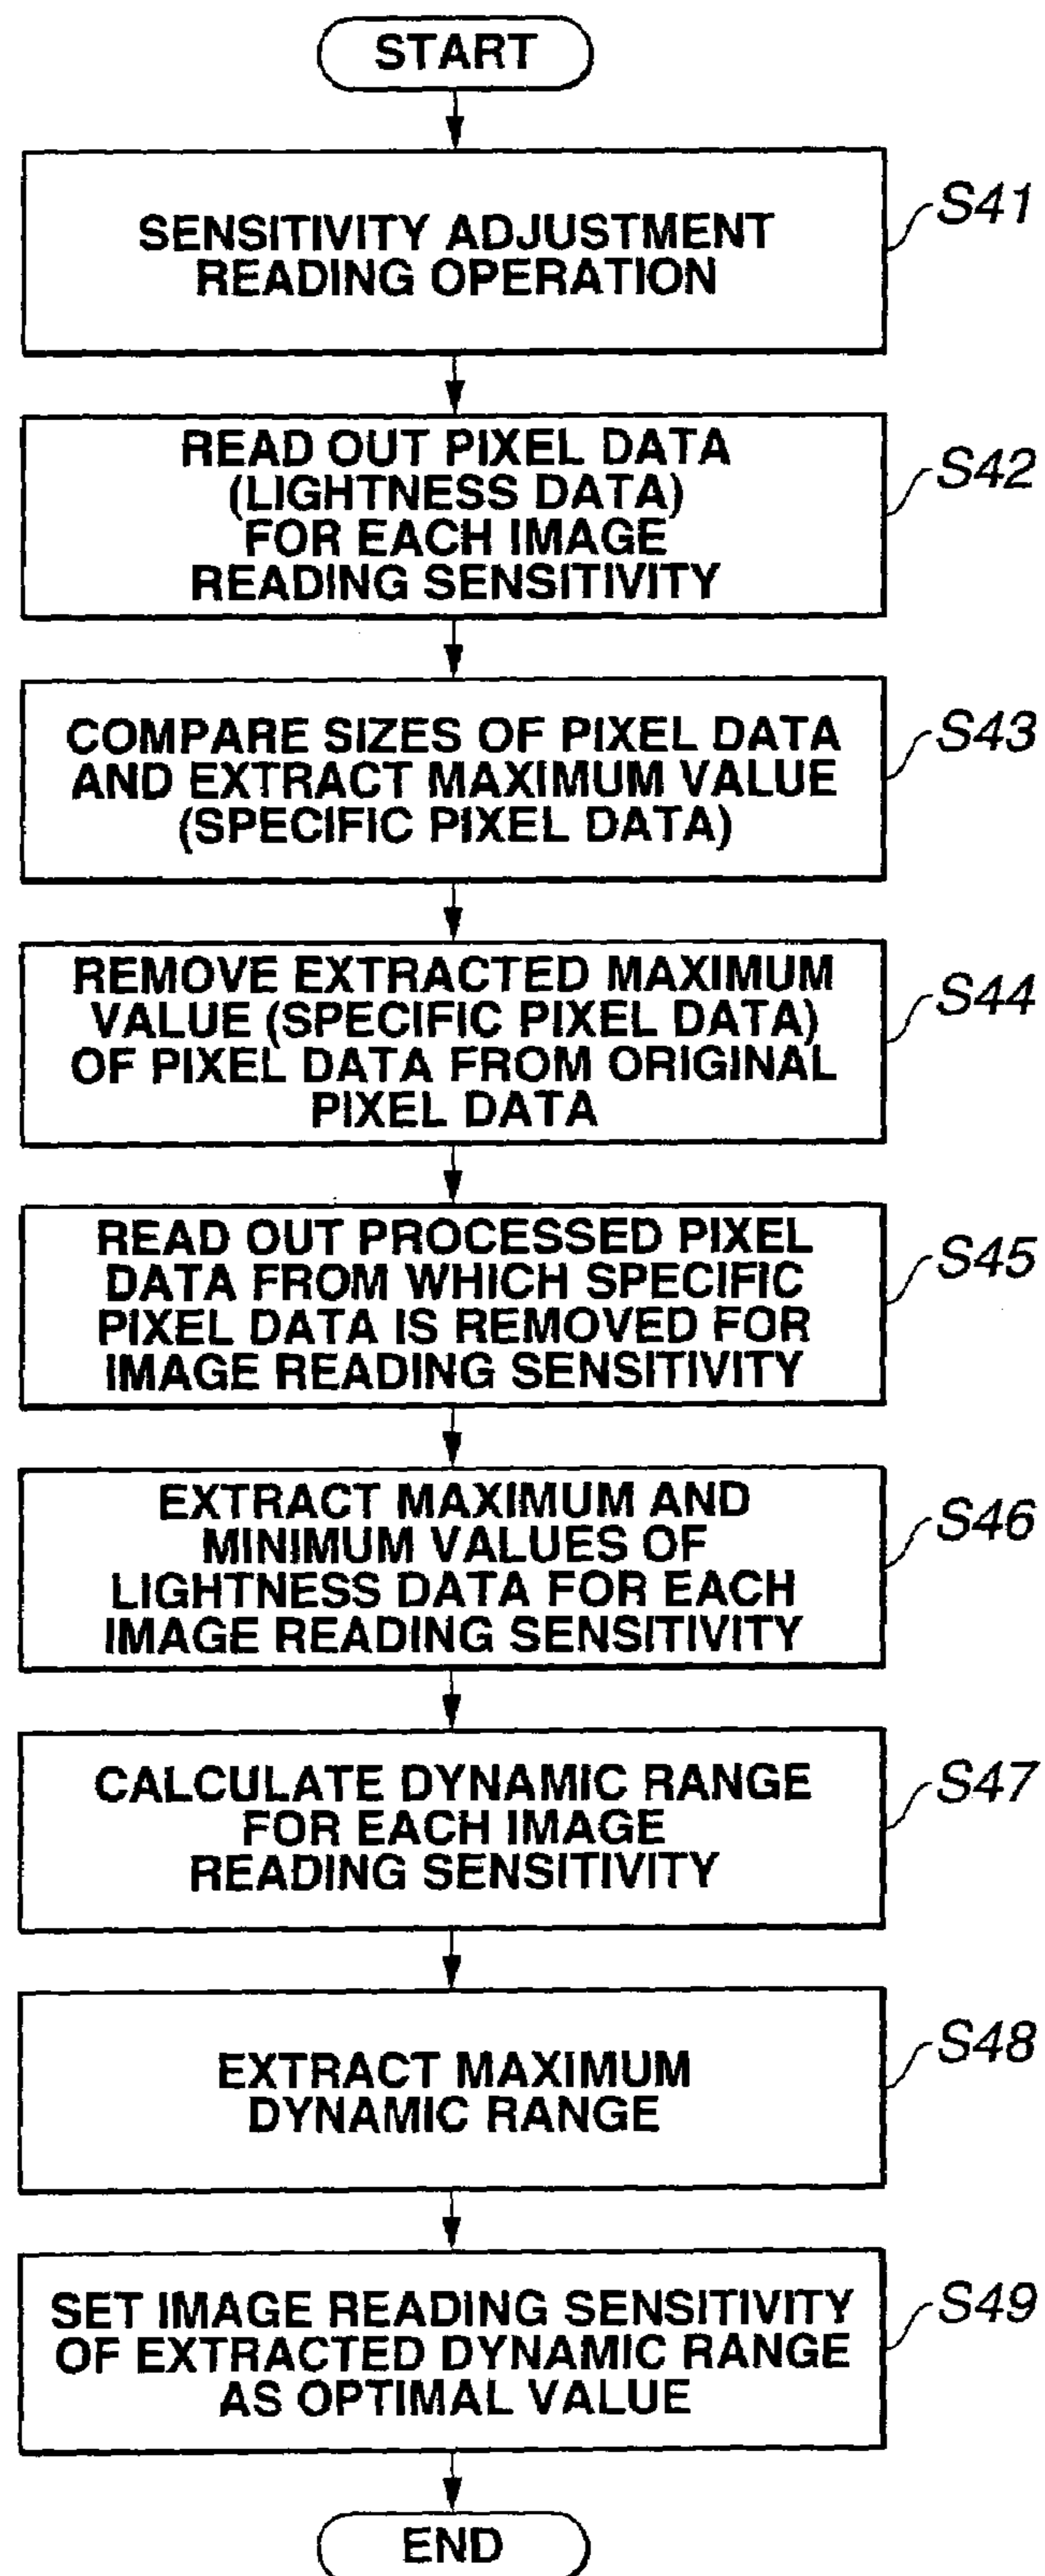 START
SENSITIVITY ADJUSTMENT
READING OPERATION
S41
READ OUT PIXEL DATA
(LIGHTNESS DATA)
FOR EACH IMAGE
READING SENSITIVITY
S42
COMPARE SIZES OF PIXEL DATA
AND EXTRACT MAXIMUM VALUE
(SPECIFIC PIXEL DATA)
S43
REMOVE EXTRACTED MAXIMUM
VALUE (SPECIFIC PIXEL DATA)
OF PIXEL DATA FROM ORIGINAL
PIXEL DATA
S44
READ OUT PROCESSED PIXEL
DATA FROM WHICH SPECIFIC
PIXEL DATA IS REMOVED FOR
IMAGE READING SENSITIVITY
S45
EXTRACT MAXIMUM AND
MINIMUM VALUES OF
LIGHTNESS DATA FOR EACH
IMAGE READING SENSITIVITY
S46
CALCULATE DYNAMIC RANGE
FOR EACH IMAGE
READING SENSITIVITY
S47
EXTRACT MAXIMUM
DYNAMIC RANGE
S48
SET IMAGE READING SENSITIVITY
OF EXTRACTED DYNAMIC RANGE
AS OPTIMAL VALUE
S49
END